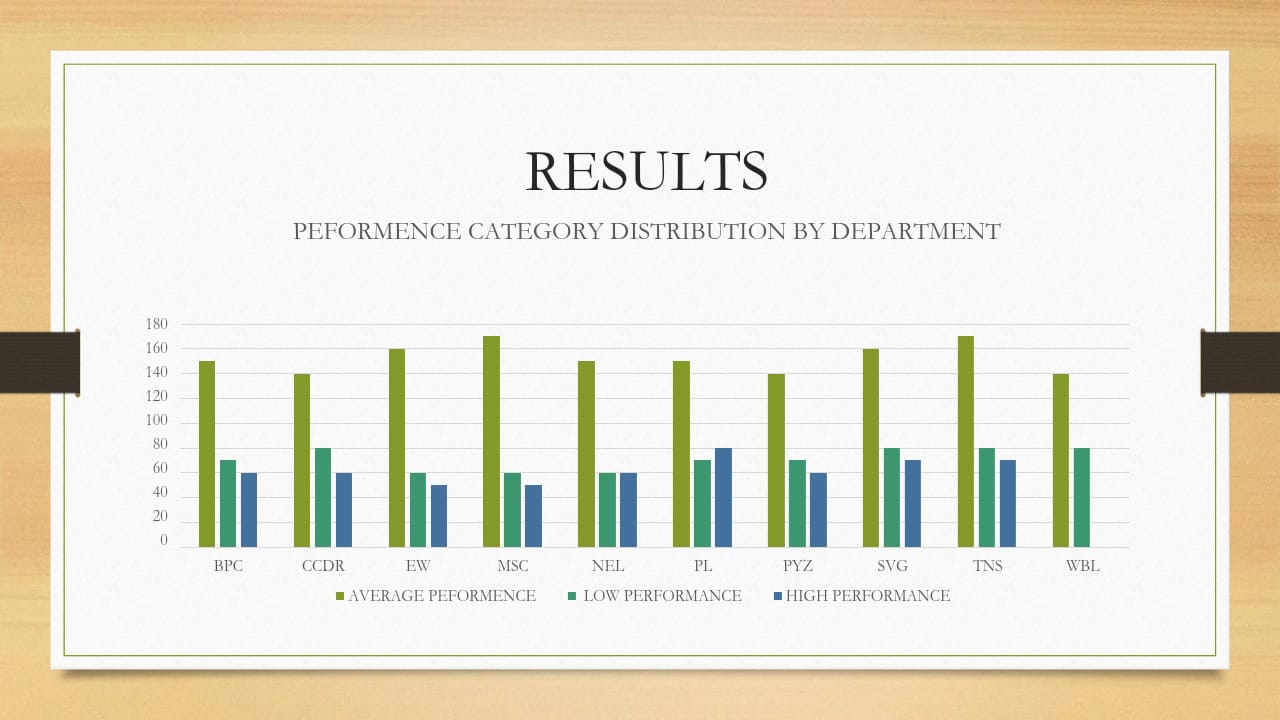 RESULTS
PEFORMENCE CATEGORY DISTRIBUTION BY DEPARTMENT
180
160
140
120
100
80
60
40
20
0
BPC CCDR EW MSC NEL PL PYZ SVG TNS WBL
AVERAGE PEFORMENCE LOW PERFORMANCE HIGH PERFORMANCE